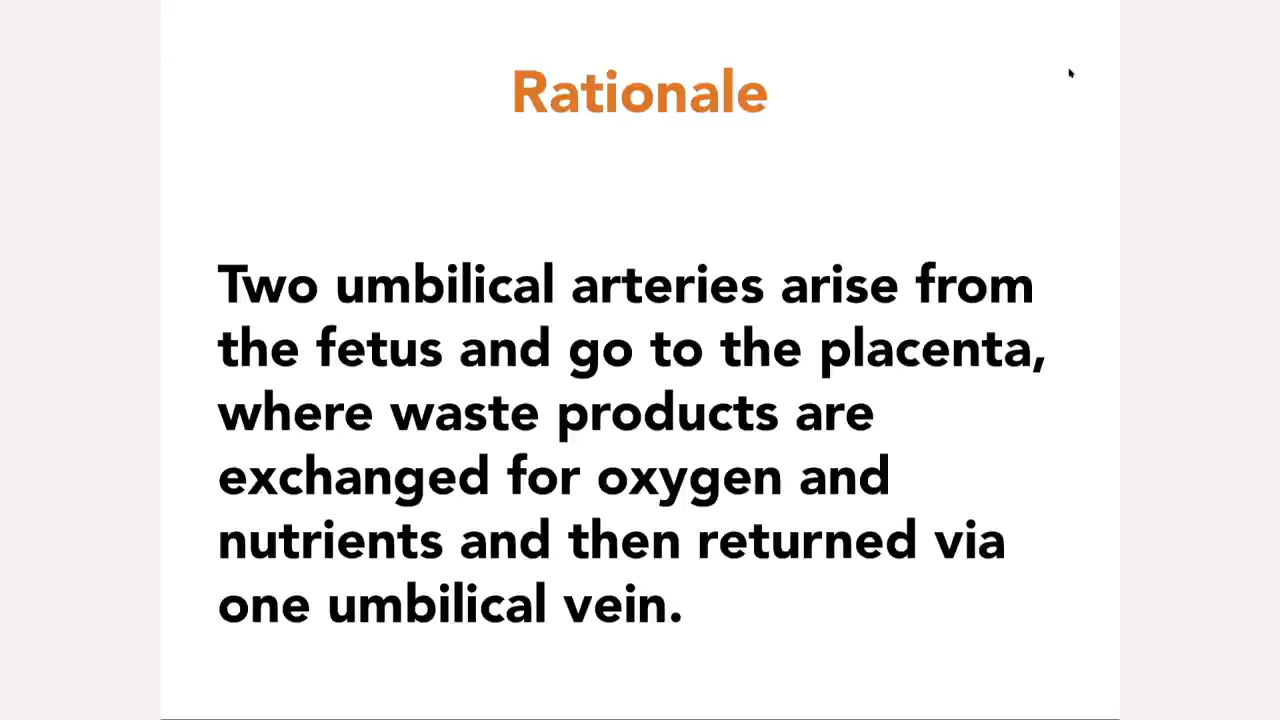 Rationale
Two umbilical arteries arise from
the fetus and go to the placenta,
where waste products are
exchanged for oxygen and
nutrients and then returned via
one umbilical vein.